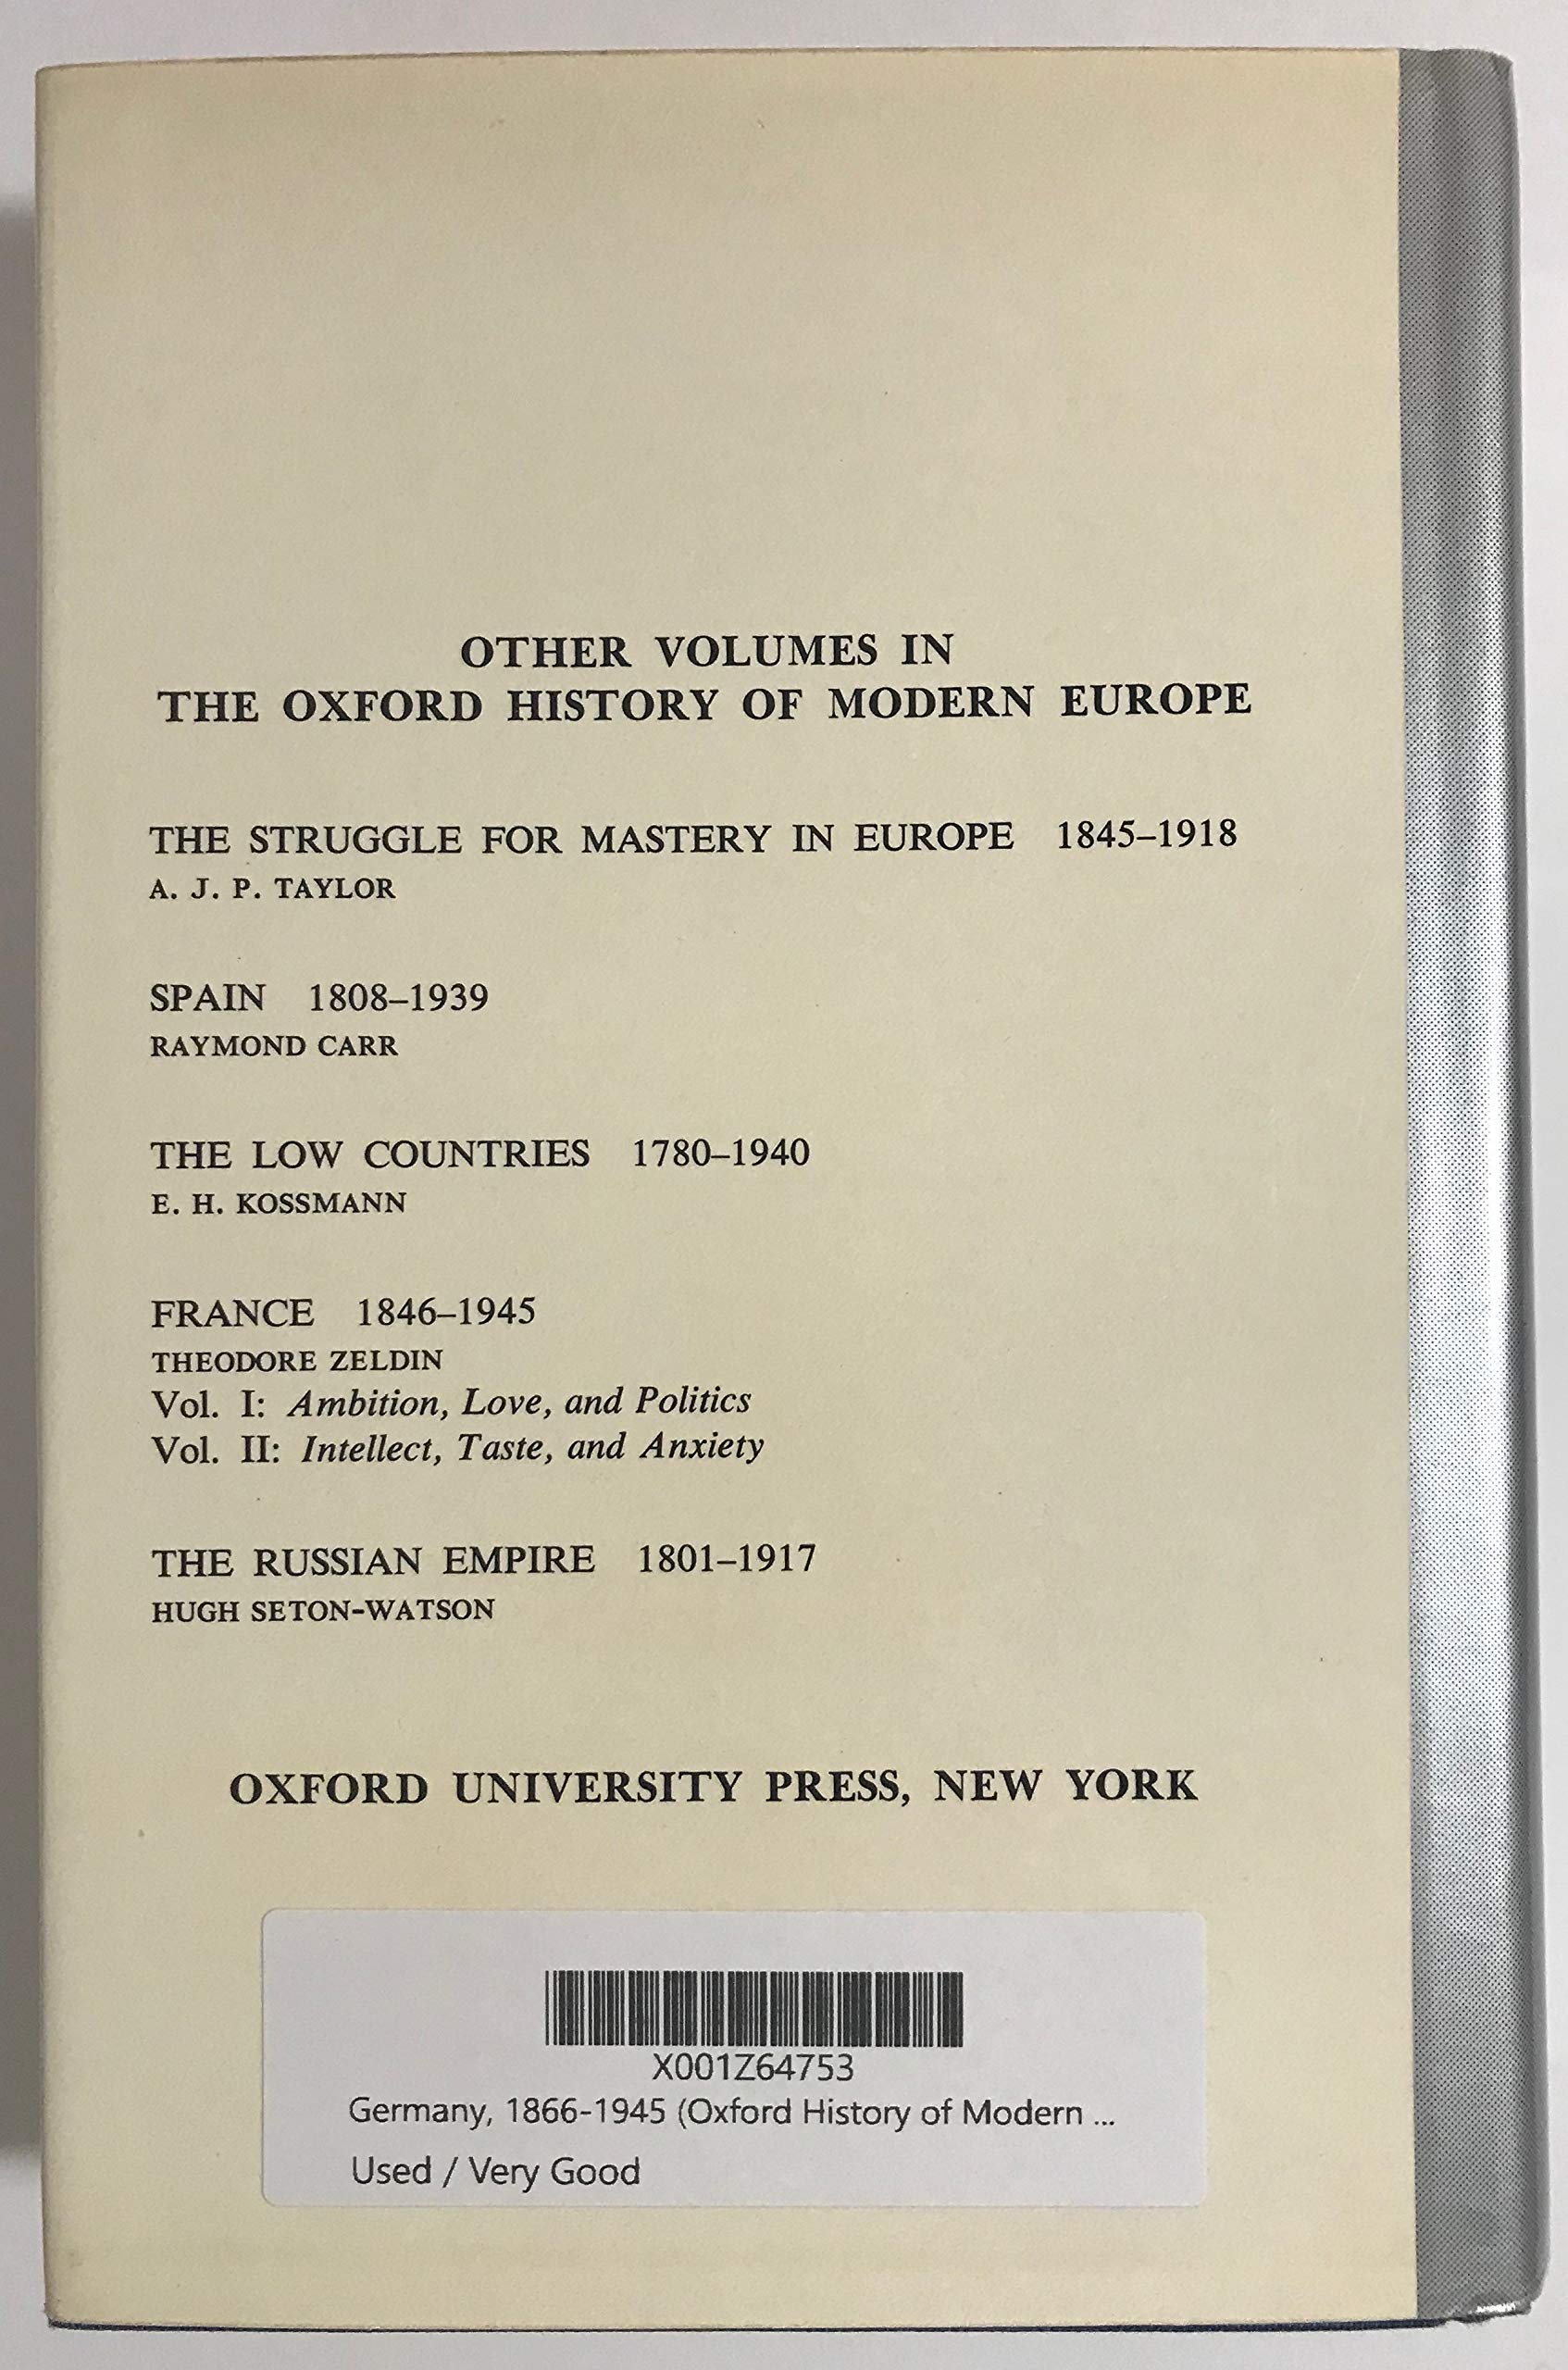 OTHER VOLUMES IN
THE OXFORD HISTORY OF MODERN EUROPE
THE STRUGGLE FOR MASTERY IN EUROPE 1845–1918
A. J. P. TAYLOR
SPAIN 1808–1939
RAYMOND CARR
THE LOW COUNTRIES 1780–1940
E. H. KOSSMANN
FRANCE 1846–1945
THEODORE ZELDIN
Vol. I: Ambition, Love, and Politics
Vol. II: Intellect, Taste, and Anxiety
THE RUSSIAN EMPIRE 1801–1917
HUGH SETON-WATSON
OXFORD UNIVERSITY PRESS, NEW YORK
X001Z64753
Germany, 1866-1945 (Oxford History of Modern ...
Used / Very Good